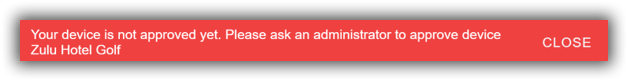 Your device is not approved yet. Please ask an administrator to approve device
Zulu Hotel Golf
CLOSE